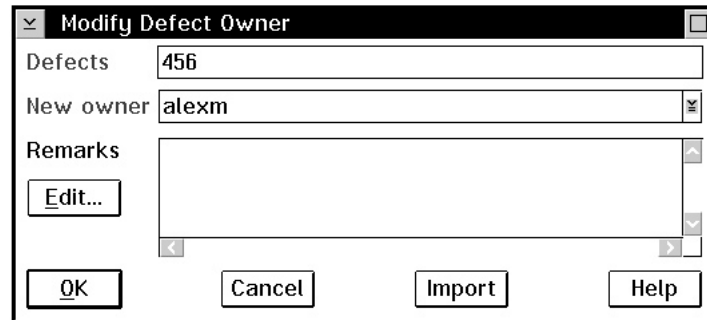 Modify Defect Owner
Defects 456
New owner alexm
Remarks
Edit...
OK Cancel Import Help